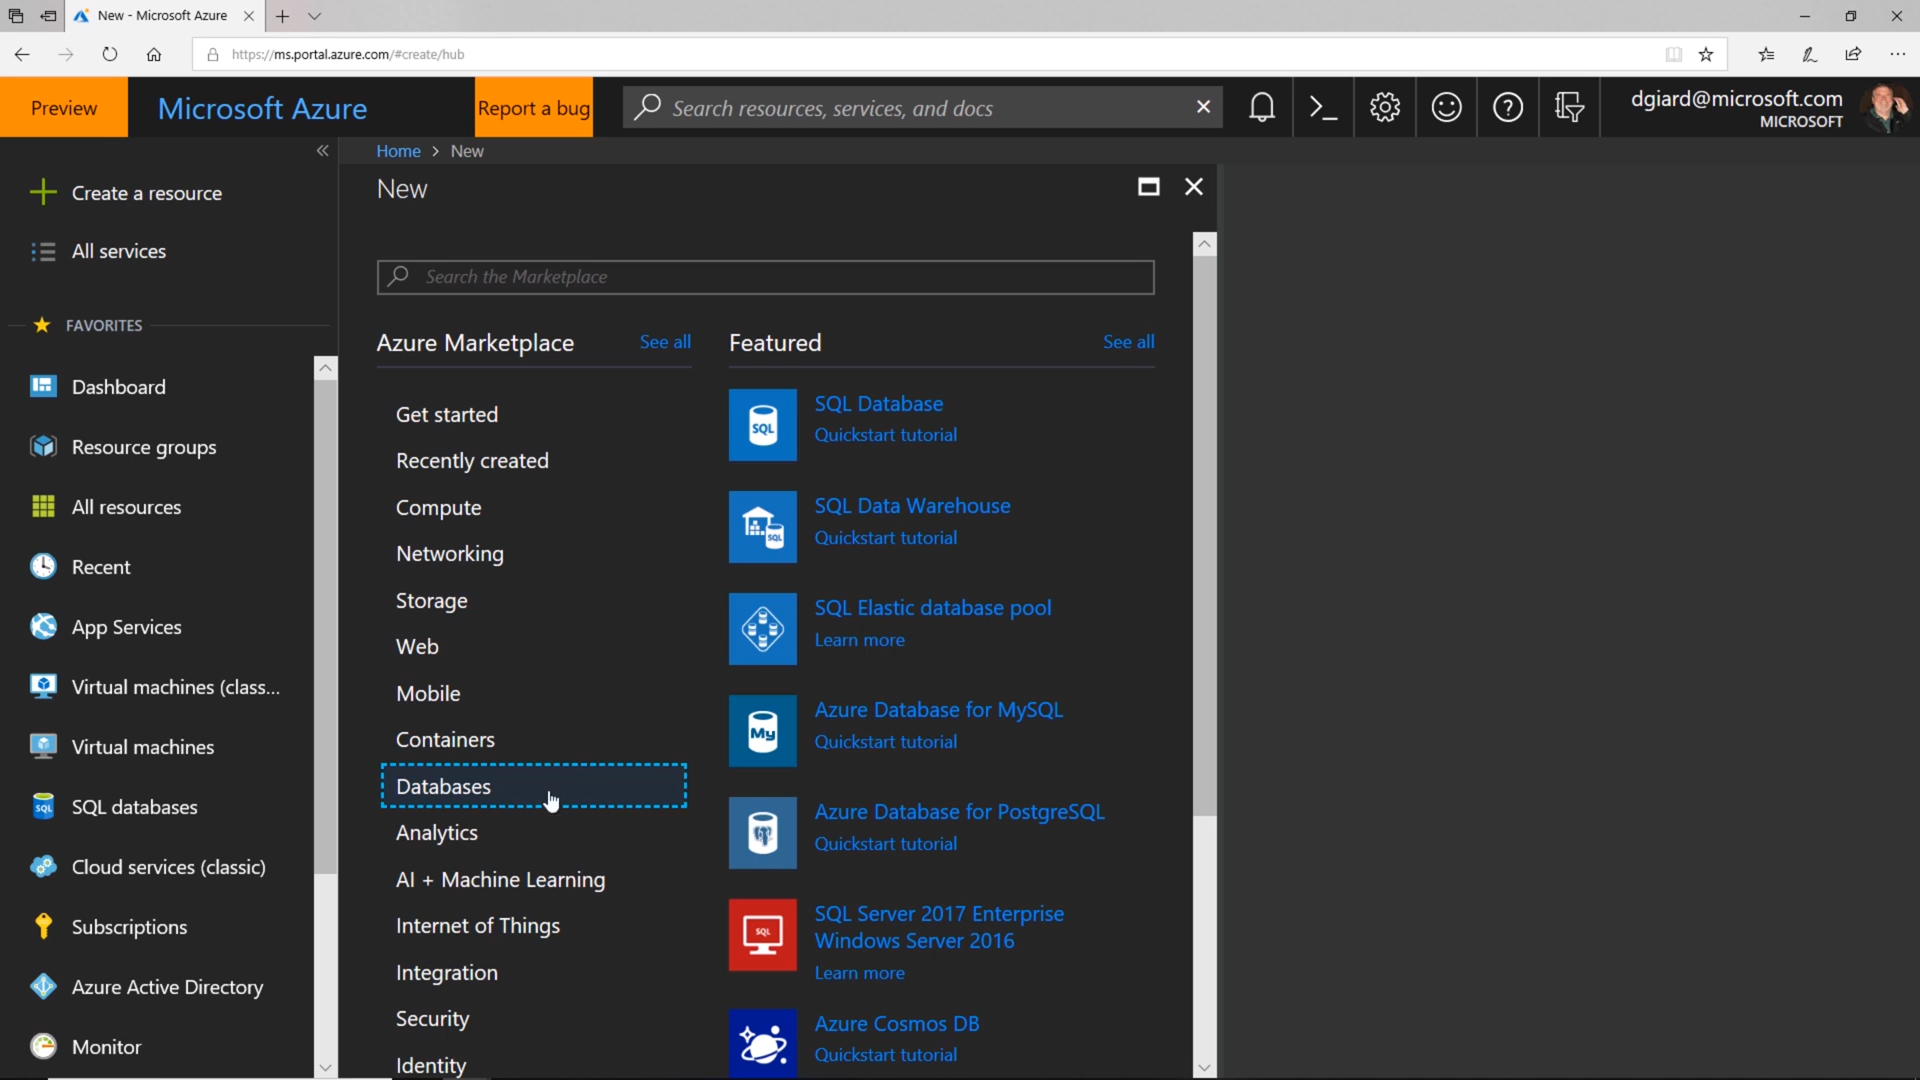 New - Microsoft Azure
https://ms.portal.azure.com/#create/hub
Preview
Microsoft Azure
Report a bug
Search resources, services, and docs
dgiard@microsoft.com
MICROSOFT
Home > New
New
Create a resource
All services
FAVORITES
Dashboard
Resource groups
All resources
Recent
App Services
Virtual machines (class...
Virtual machines
SQL databases
Cloud services (classic)
Subscriptions
Azure Active Directory
Monitor
Search the Marketplace
Azure Marketplace
See all
Get started
Recently created
Compute
Networking
Storage
Web
Mobile
Containers
Databases
Analytics
AI + Machine Learning
Internet of Things
Integration
Security
Identity
Featured
See all
SQL
SQL Database
Quickstart tutorial
SQL
SQL Data Warehouse
Quickstart tutorial
SQL Elastic database pool
Learn more
My
Azure Database for MySQL
Quickstart tutorial
Azure Database for PostgreSQL
Quickstart tutorial
SQL
SQL Server 2017 Enterprise
Windows Server 2016
Learn more
Azure Cosmos DB
Quickstart tutorial